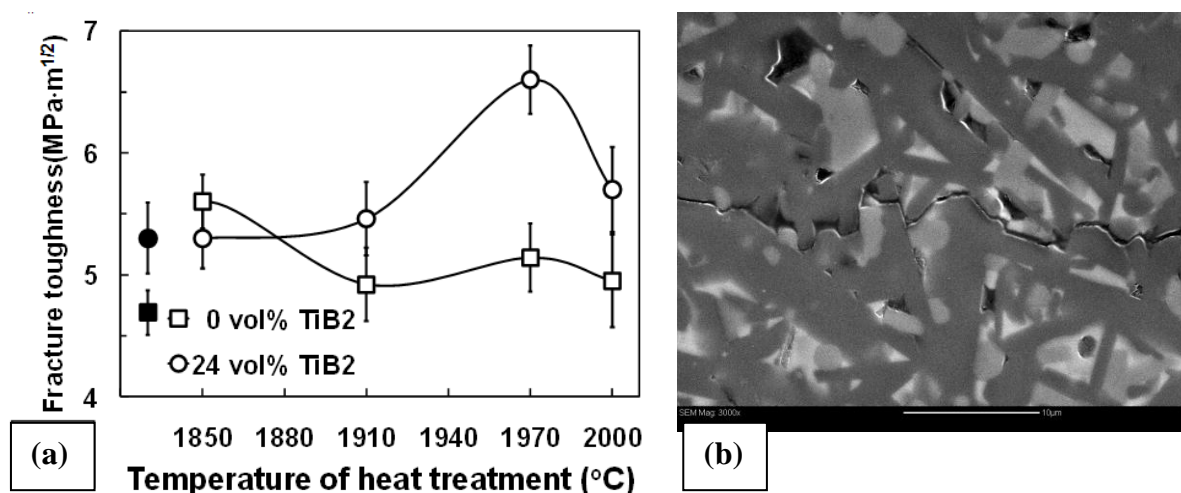 Fracture toughness(MPa·m1/2)
7
6
5
4
0 vol% TiB2
24 vol% TiB2
1850 1880 1910 1940 1970 2000
Temperature of heat treatment (oC)
(a)
SEM Mag: 3000x 10µm
(b)